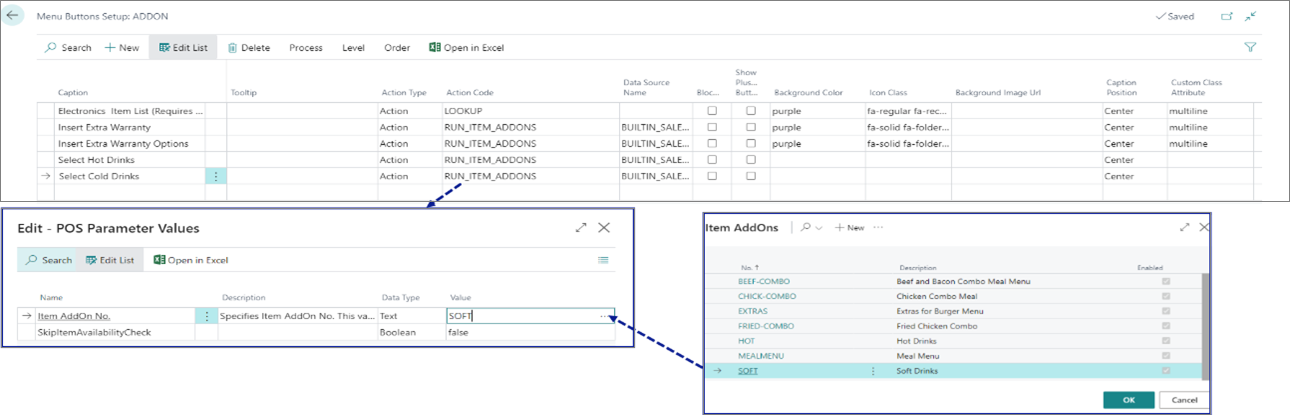 Menu Buttons Setup: ADDON
Saved
Search New Edit List Delete Process Level Order Open in Excel
Caption Tooltip Action Type Action Code Data Source Name Bloc... Show Plus... Butt... Background Color Icon Class Background Image Url Caption Position Custom Class Attribute
Electronics Item List (Requires ... Action LOOKUP purple fa-regular fa-rec... Center multiline
Insert Extra Warranty Action RUN_ITEM_ADDONS BUILTIN_SALE... purple fa-solid fa-folder... Center multiline
Insert Extra Warranty Options Action RUN_ITEM_ADDONS BUILTIN_SALE... purple fa-solid fa-folder... Center multiline
Select Hot Drinks Action RUN_ITEM_ADDONS BUILTIN_SALE... Center
Select Cold Drinks Action RUN_ITEM_ADDONS BUILTIN_SALE... Center
Edit - POS Parameter Values
Search Edit List Open in Excel
Name Description Data Type Value
Item AddOn No. Specifies Item AddOn No. This va... Text SOFT
SkipItemAvailabilityCheck Boolean false
Item AddOns New
No. ↑ Description Enabled
BEEF-COMBO Beef and Bacon Combo Meal Menu
CHICK-COMBO Chicken Combo Meal
EXTRAS Extras for Burger Menu
FRIED-COMBO Fried Chicken Combo
HOT Hot Drinks
MEALMENU Meal Menu
SOFT Soft Drinks
OK Cancel